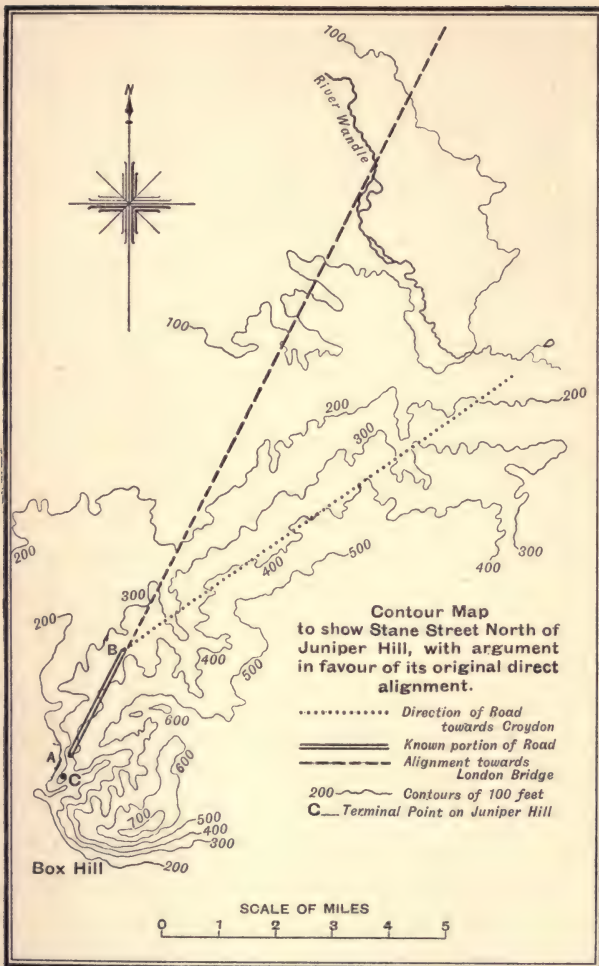 100
N
River Wandle
100
200
200
300
200
400
500
300
400
300
200
B
400
500
600
600
A
C
700
500
400
300
200
Box Hill
Contour Map
to show Stane Street North of
Juniper Hill, with argument
in favour of its original direct
alignment.
Direction of Road
towards Croydon
Known portion of Road
Alignment towards
London Bridge
200 Contours of 100 feet
C Terminal Point on Juniper Hill
SCALE OF MILES
0 1 2 3 4 5